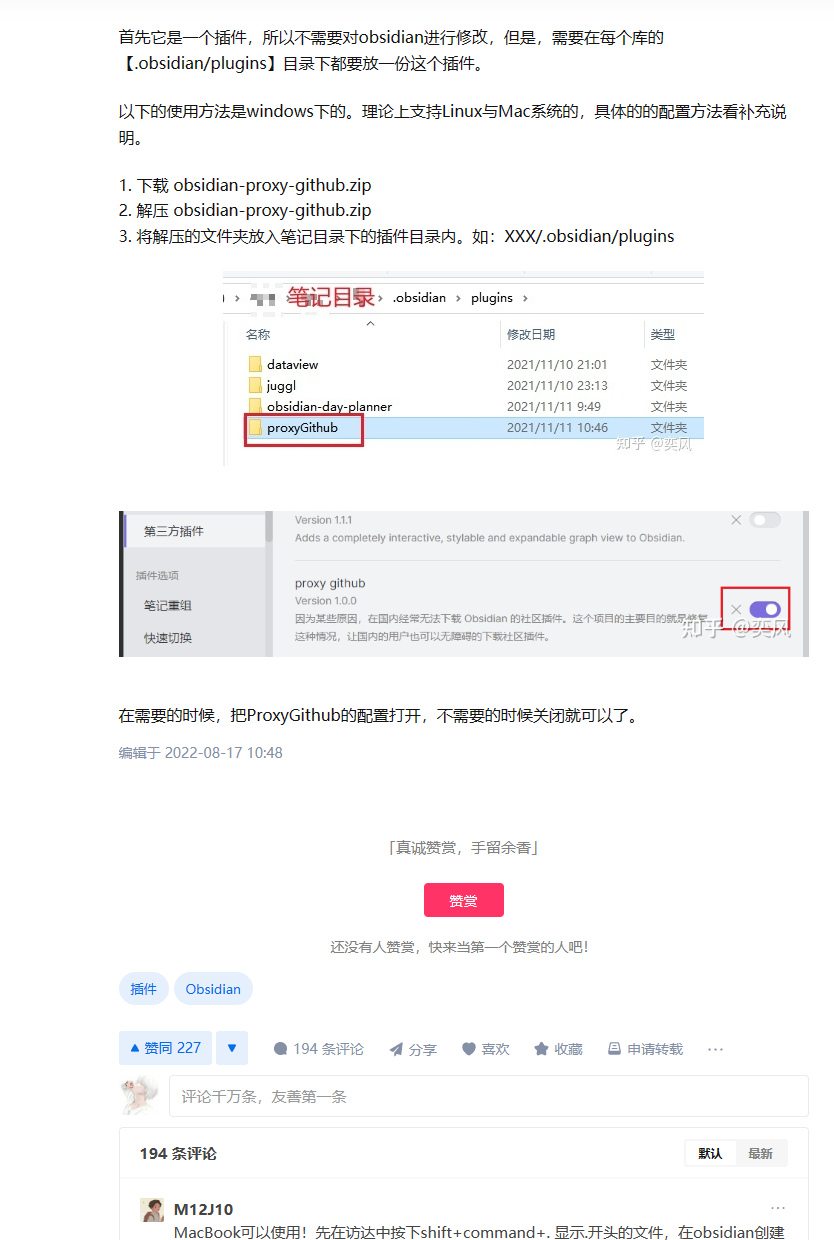 首先它是一个插件，所以不需要对obsidian进行修改，但是，需要在每个库的
【.obsidian/plugins】目录下都要放一份这个插件。
以下的使用方法是windows下的。理论上支持Linux与Mac系统的，具体的的配置方法看补充说
明。
1. 下载 obsidian-proxy-github.zip
2. 解压 obsidian-proxy-github.zip
3. 将解压的文件夹放入笔记目录下的插件目录内。如：XXX/.obsidian/plugins
笔记目录 › .obsidian › plugins ›
名称 修改日期 类型
dataview 2021/11/10 21:01 文件夹
juggl 2021/11/10 23:13 文件夹
obsidian-day-planner 2021/11/11 9:49 文件夹
proxyGithub 2021/11/11 10:46 文件夹
知乎 @奕风
第三方插件
插件选项
笔记重组
快速切换
Version 1.1.1
Adds a completely interactive, stylable and expandable graph view to Obsidian.
proxy github
Version 1.0.0
因为某些原因，在国内经常无法下载 Obsidian 的社区插件。这个项目的主要目的就是修复
这种情况，让国内的用户也可以无障碍的下载社区插件。
知乎 @奕风
在需要的时候，把ProxyGithub的配置打开，不需要的时候关闭就可以了。
编辑于 2022-08-17 10:48
「真诚赞赏，手留余香」
赞赏
还没有人赞赏，快来当第一个赞赏的人吧！
插件 Obsidian
赞同 227 194 条评论 分享 喜欢 收藏 申请转载 ···
评论千万条，友善第一条
194 条评论 默认 最新
M12J10 ···
MacBook可以使用！先在访达中按下shift+command+. 显示.开头的文件，在obsidian创建